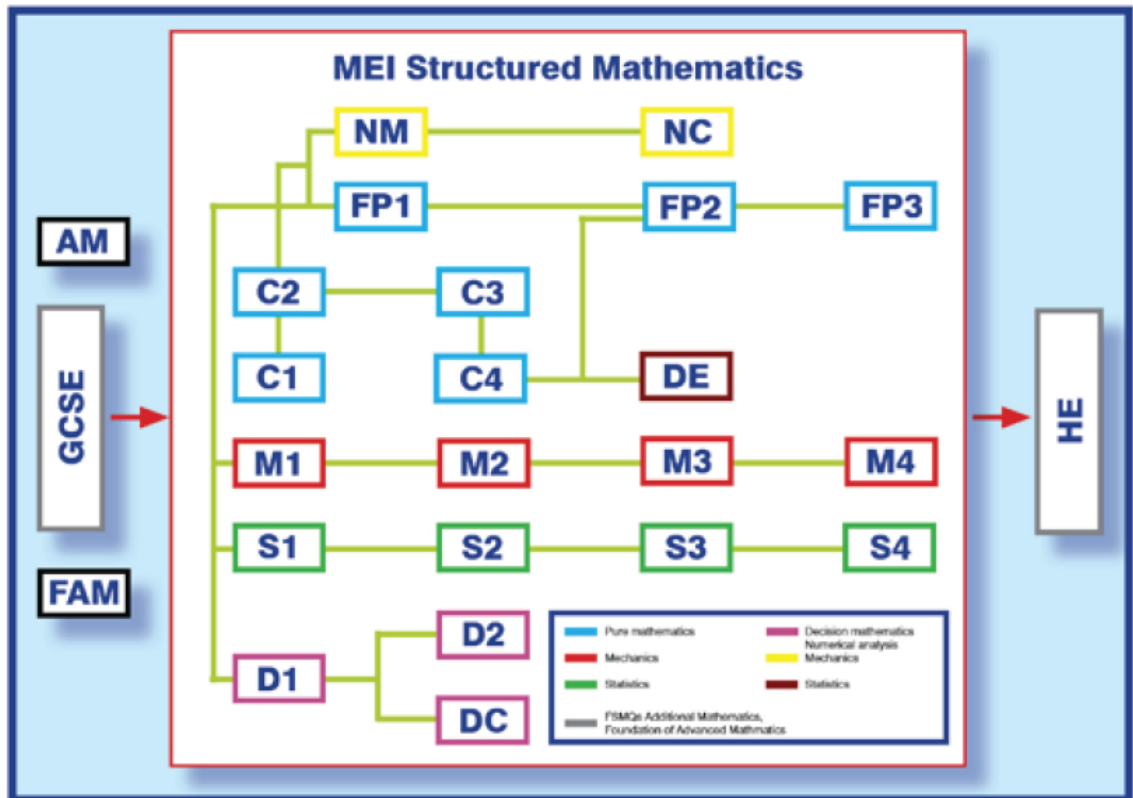 MEI Structured Mathematics
NM
NC
FP1
FP2
FP3
AM
C2
C3
C1
C4
DE
GCSE
HE
M1
M2
M3
M4
S1
S2
S3
S4
FAM
D2
D1
DC
Pure mathematics
Decision mathematics
Numerical analysis
Mechanics
Mechanics
Statistics
Statistics
FSMQs Additional Mathematics,
Foundation of Advanced Mathmatics